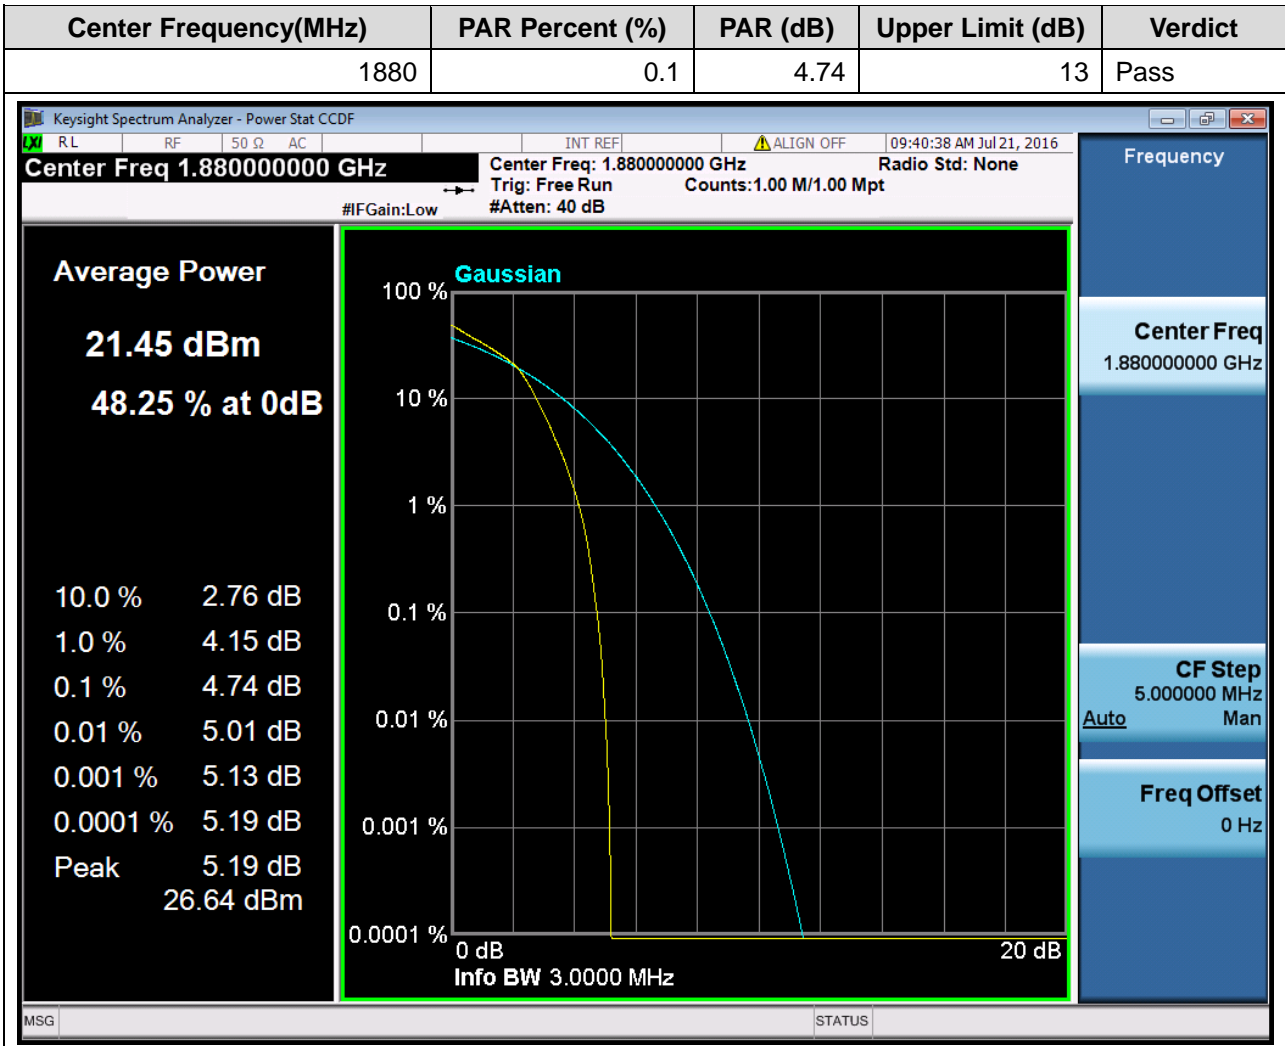 Center Frequency(MHz) PAR Percent (%) PAR (dB) Upper Limit (dB) Verdict
1880 0.1 4.74 13 Pass
Keysight Spectrum Analyzer - Power Stat CCDF
LXI RL RF 50 Ω AC INT REF ALIGN OFF 09:40:38 AM Jul 21, 2016
Center Freq 1.880000000 GHz
Center Freq: 1.880000000 GHz Radio Std: None
Trig: Free Run Counts:1.00 M/1.00 Mpt
#IFGain:Low #Atten: 40 dB
Frequency
Average Power
21.45 dBm
48.25 % at 0dB
10.0 % 2.76 dB
1.0 % 4.15 dB
0.1 % 4.74 dB
0.01 % 5.01 dB
0.001 % 5.13 dB
0.0001 % 5.19 dB
Peak 5.19 dB
26.64 dBm
Gaussian
100 %
10 %
1 %
0.1 %
0.01 %
0.001 %
0.0001 %
0 dB 20 dB
Info BW 3.0000 MHz
Center Freq
1.880000000 GHz
CF Step
5.000000 MHz
Auto Man
Freq Offset
0 Hz
MSG STATUS